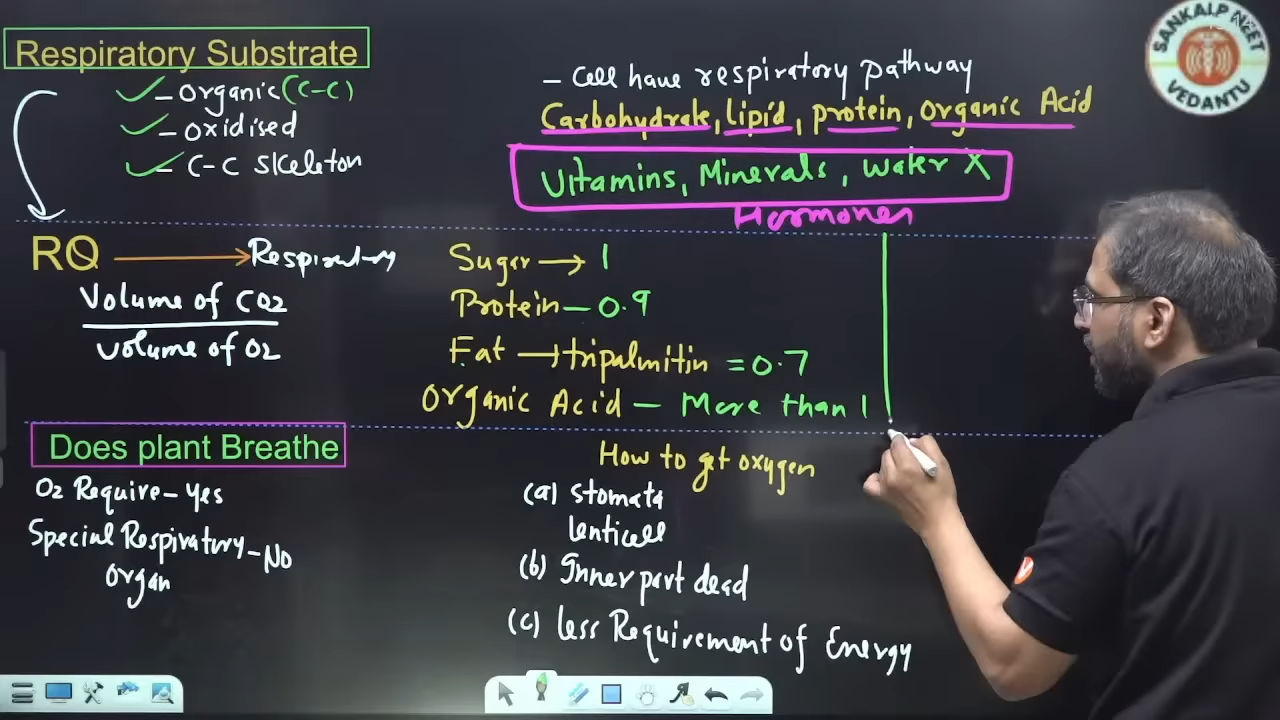 Respiratory Substrate
- Organic (C-C)
- Oxidised
- C-C Skeleton
- Cell have respiratory pathway
Carbohydrate, lipid, protein, Organic Acid
Vitamins, Minerals, Water X
Hormones
RQ → Respiratory
Volume of CO2
Volume of O2
Sugar → 1
Protein - 0.9
Fat → tripalmitin = 0.7
Organic Acid - More than 1
Does plant Breathe
O2 Require - Yes
Special Respiratory - No
Organ
How to get oxygen
(a) Stomata
lenticell
(b) Inner part dead
(c) Less Requirement of Energy
SANKALP NEET
VEDANTU